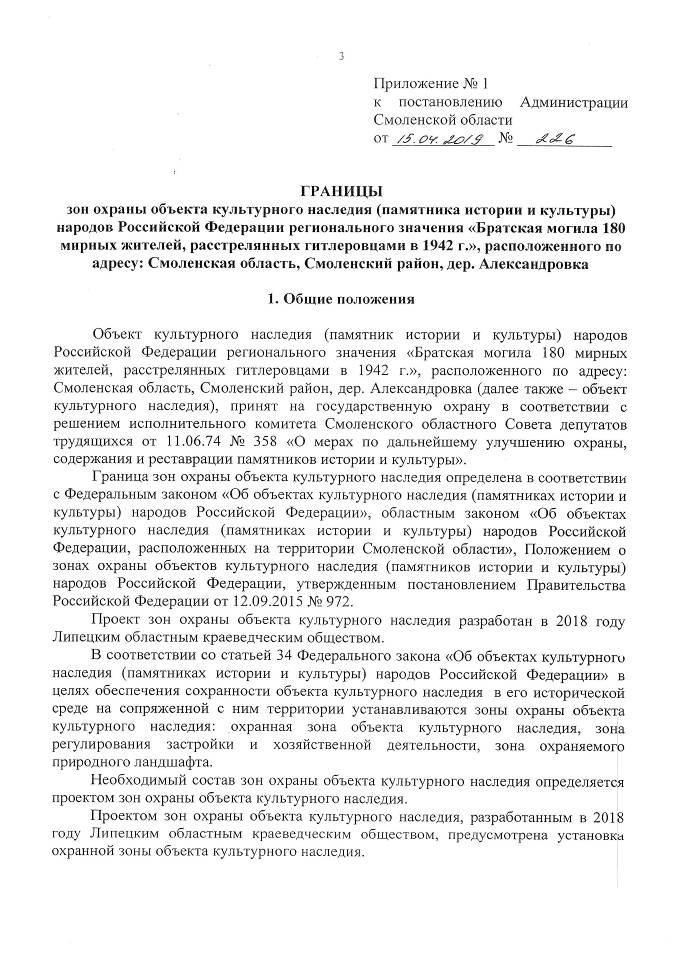 3
Приложение № 1
к постановлению Администрации
Смоленской области
от 15.04.2019 № 226
ГРАНИЦЫ
зон охраны объекта культурного наследия (памятника истории и культуры)
народов Российской Федерации регионального значения «Братская могила 180
мирных жителей, расстрелянных гитлеровцами в 1942 г.», расположенного по
адресу: Смоленская область, Смоленский район, дер. Александровка
1. Общие положения
Объект культурного наследия (памятник истории и культуры) народов
Российской Федерации регионального значения «Братская могила 180 мирных
жителей, расстрелянных гитлеровцами в 1942 г.», расположенного по адресу:
Смоленская область, Смоленский район, дер. Александровка (далее также – объект
культурного наследия), принят на государственную охрану в соответствии с
решением исполнительного комитета Смоленского областного Совета депутатов
трудящихся от 11.06.74 № 358 «О мерах по дальнейшему улучшению охраны,
содержания и реставрации памятников истории и культуры».
Граница зон охраны объекта культурного наследия определена в соответствии
с Федеральным законом «Об объектах культурного наследия (памятниках истории и
культуры) народов Российской Федерации», областным законом «Об объектах
культурного наследия (памятниках истории и культуры) народов Российской
Федерации, расположенных на территории Смоленской области», Положением о
зонах охраны объектов культурного наследия (памятников истории и культуры)
народов Российской Федерации, утвержденным постановлением Правительства
Российской Федерации от 12.09.2015 № 972.
Проект зон охраны объекта культурного наследия разработан в 2018 году
Липецким областным краеведческим обществом.
В соответствии со статьей 34 Федерального закона «Об объектах культурного
наследия (памятниках истории и культуры) народов Российской Федерации» в
целях обеспечения сохранности объекта культурного наследия в его исторической
среде на сопряженной с ним территории устанавливаются зоны охраны объекта
культурного наследия: охранная зона объекта культурного наследия, зона
регулирования застройки и хозяйственной деятельности, зона охраняемого
природного ландшафта.
Необходимый состав зон охраны объекта культурного наследия определяется
проектом зон охраны объекта культурного наследия.
Проектом зон охраны объекта культурного наследия, разработанным в 2018
году Липецким областным краеведческим обществом, предусмотрена установка
охранной зоны объекта культурного наследия.